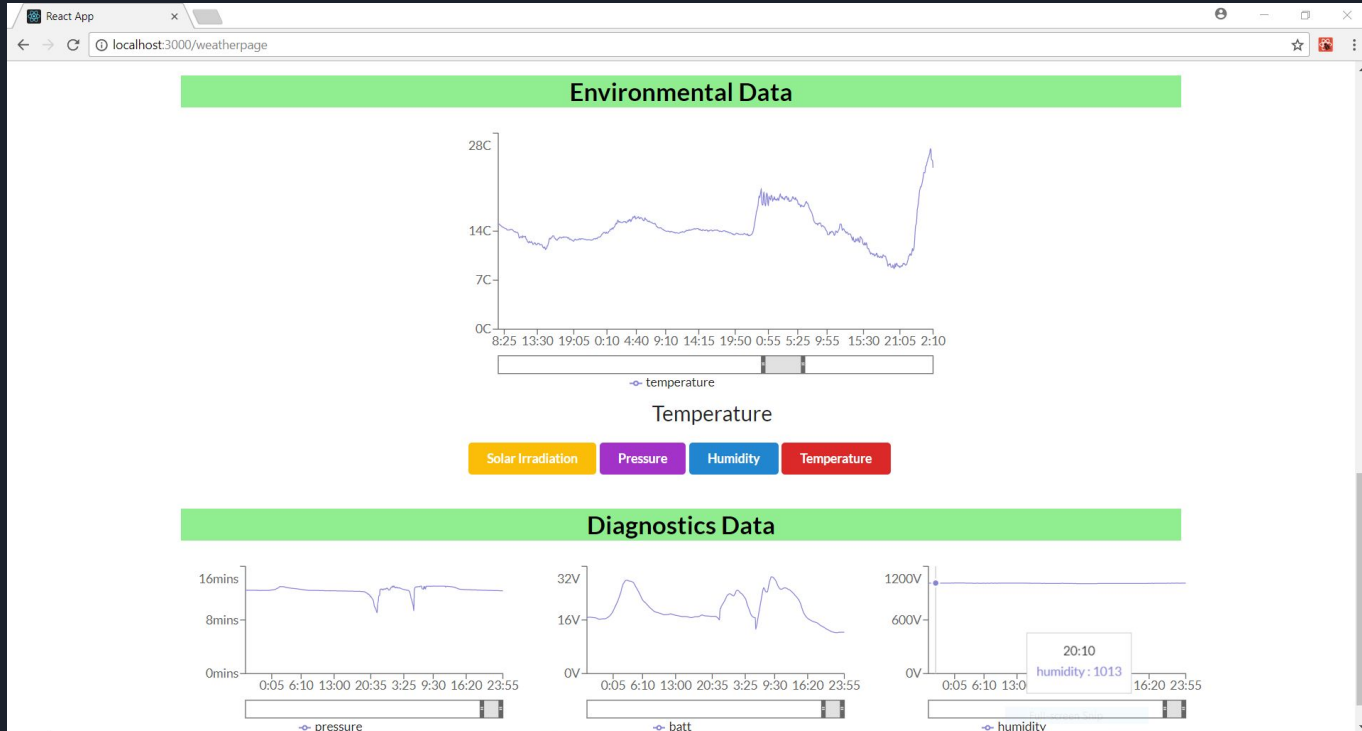 React App
localhost:3000/weatherpage
Environmental Data
28C
14C
7C
0C
8:25 13:30 19:05 0:10 4:40 9:10 14:15 19:50 0:55 5:25 9:55 15:30 21:05 2:10
temperature
Temperature
Solar Irradiation Pressure Humidity Temperature
Diagnostics Data
16mins
8mins
0mins
0:05 6:10 13:00 20:35 3:25 9:30 16:20 23:55
pressure
32V
16V
0V
0:05 6:10 13:00 20:35 3:25 9:30 16:20 23:55
batt
1200V
600V
0V
20:10
humidity : 1013
0:05 6:10 13:0 16:20 23:55
humidity